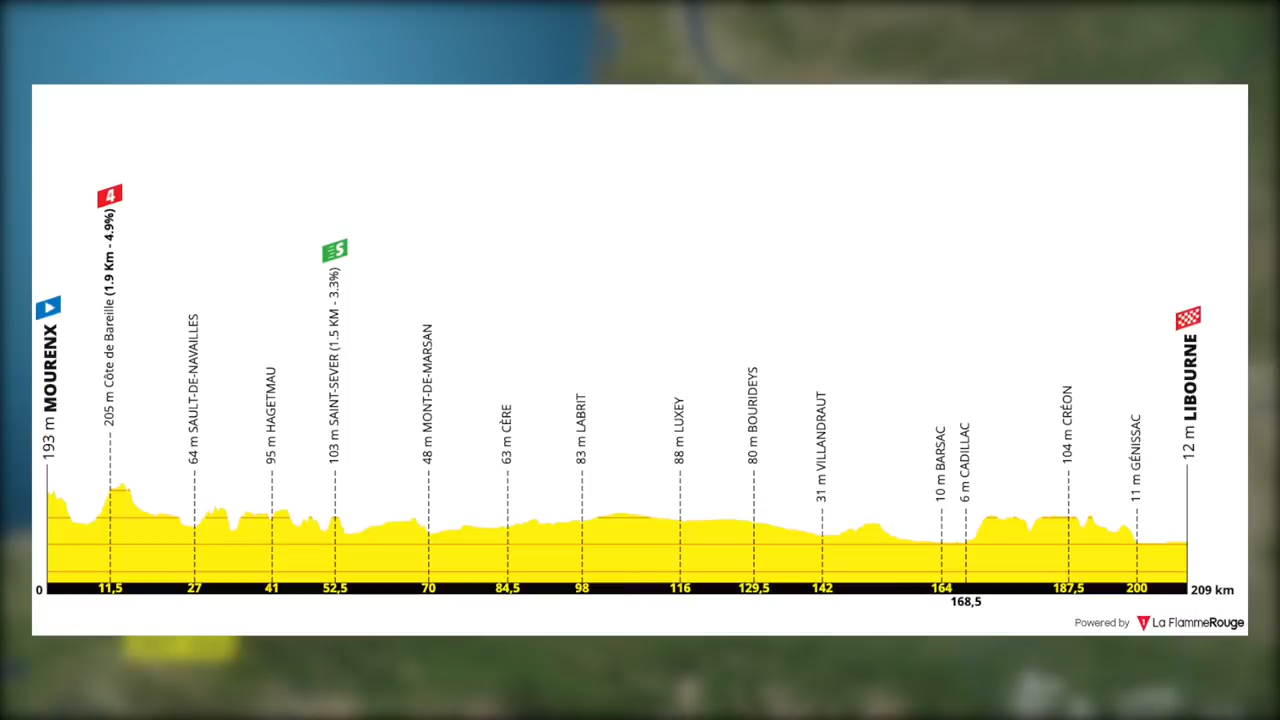 193 m MOURENX
4
205 m Côte de Bareille (1.9 Km - 4.9%)
64 m SAULT-DE-NAVAILLES
95 m HAGETMAU
S
103 m SAINT-SEVER (1.5 KM - 3.3%)
48 m MONT-DE-MARSAN
63 m CÈRE
83 m LABRIT
88 m LUXEY
80 m BOURIDEYS
31 m VILLANDRAUT
10 m BARSAC
6 m CADILLAC
104 m CRÉON
11 m GÉNISSAC
12 m LIBOURNE
0 11,5 27 41 52,5 70 84,5 98 116 129,5 142 164 187,5 200 209 km
168,5
Powered by La FlammeRouge